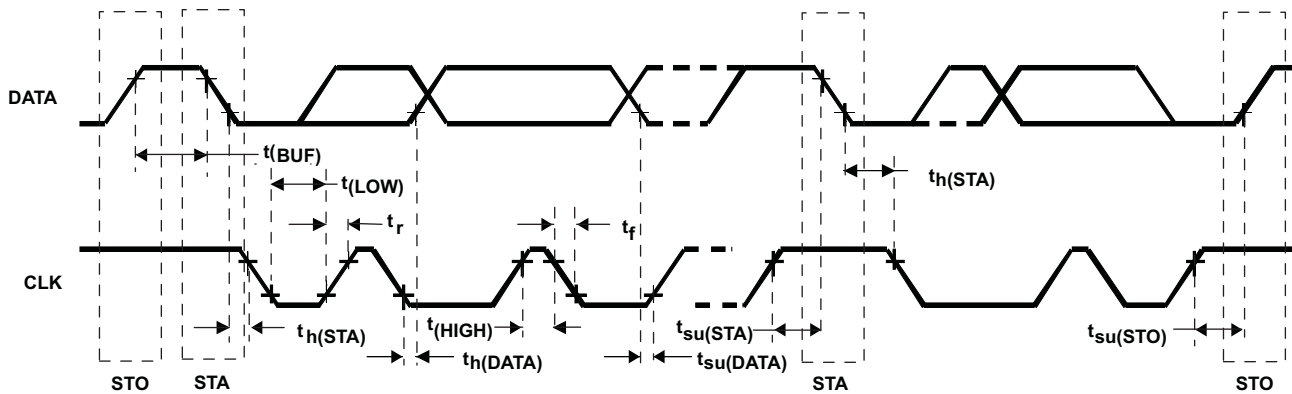 DATA
t(BUF)
t(LOW)
th(STA)
tr
tf
CLK
th(STA)
t(HIGH)
tsu(STA)
tsu(STO)
th(DATA)
tsu(DATA)
STO
STA
STA
STO